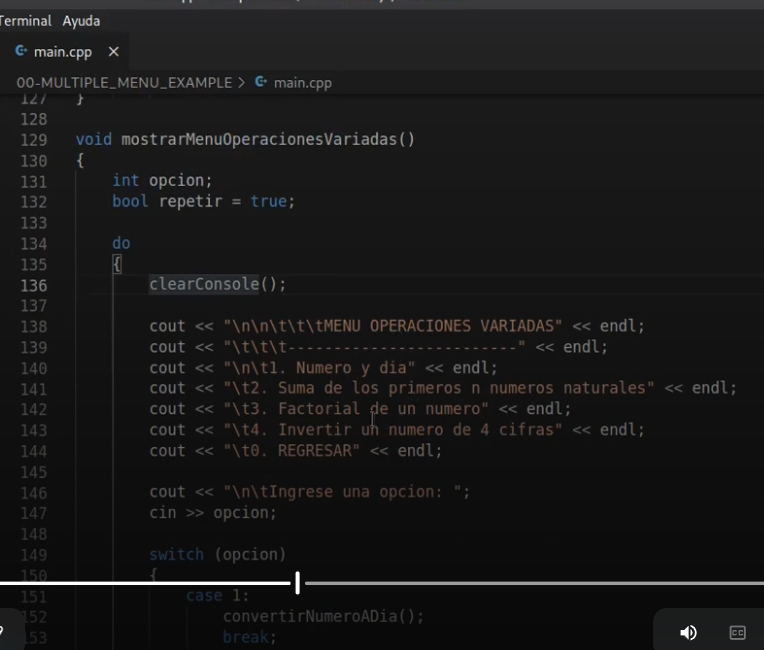 Terminal Ayuda
main.cpp ×
00-MULTIPLE_MENU_EXAMPLE > main.cpp
127 }
128
129 void mostrarMenuOperacionesVariadas()
130 {
131 int opcion;
132 bool repetir = true;
133
134 do
135 {
136 clearConsole();
137
138 cout << "\n\n\t\t\tMENU OPERACIONES VARIADAS" << endl;
139 cout << "\t\t\t-------------------------" << endl;
140 cout << "\n\t1. Numero y dia" << endl;
141 cout << "\t2. Suma de los primeros n numeros naturales" << endl;
142 cout << "\t3. Factorial de un numero" << endl;
143 cout << "\t4. Invertir un numero de 4 cifras" << endl;
144 cout << "\t0. REGRESAR" << endl;
145
146 cout << "\n\tIngrese una opcion: ";
147 cin >> opcion;
148
149 switch (opcion)
150 {
151 case 1:
152 convertirNumeroADia();
153 break;
CC